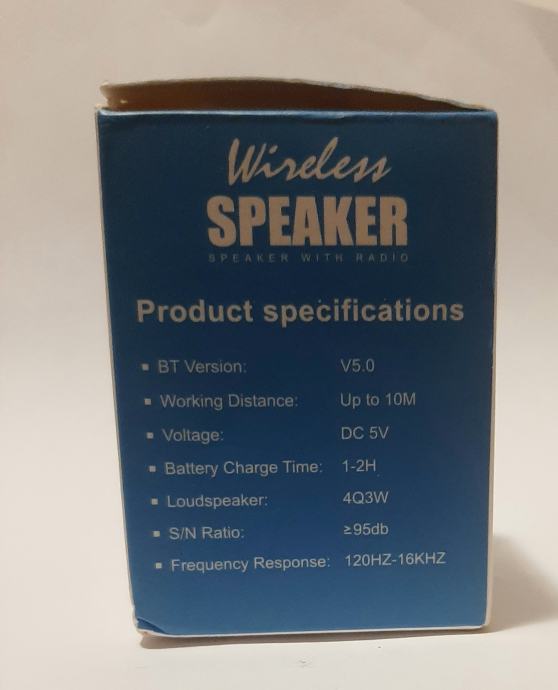 Wireless
SPEAKER
SPEAKER WITH RADIO
Product specifications
▪ BT Version: V5.0
▪ Working Distance: Up to 10M
▪ Voltage: DC 5V
▪ Battery Charge Time: 1-2H
▪ Loudspeaker: 4Ω3W
▪ S/N Ratio: ≥95db
▪ Frequency Response: 120HZ-16KHZ